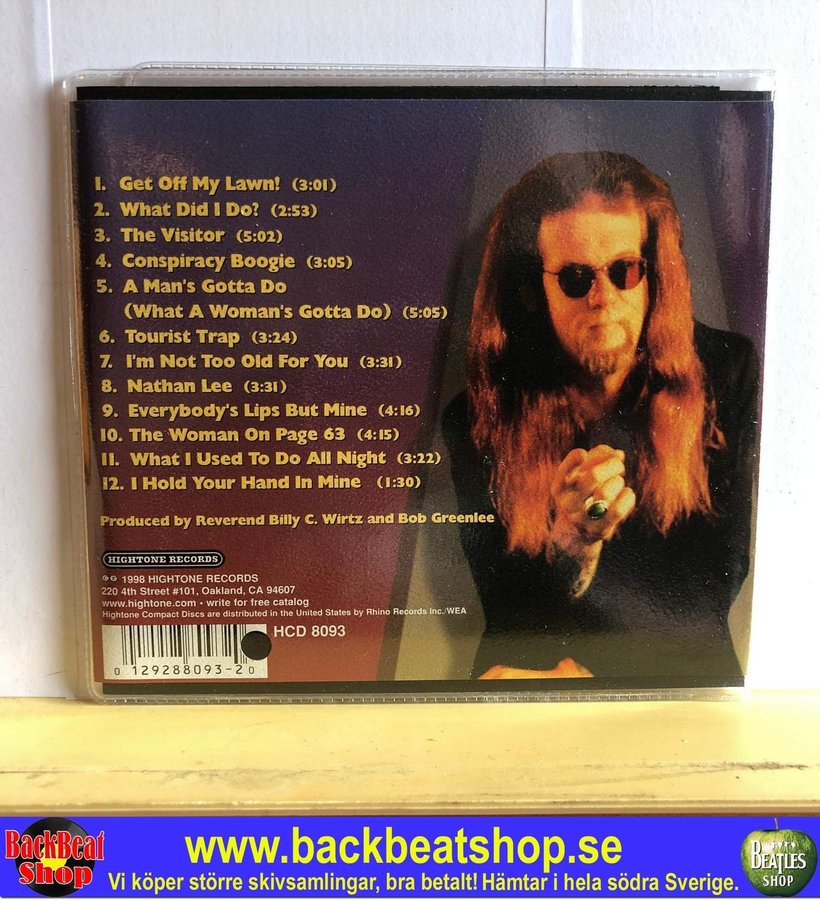 1. Get Off My Lawn! (3:01)
2. What Did I Do? (2:53)
3. The Visitor (5:02)
4. Conspiracy Boogie (3:05)
5. A Man's Gotta Do
(What A Woman's Gotta Do) (5:05)
6. Tourist Trap (3:24)
7. I'm Not Too Old For You (3:31)
8. Nathan Lee (3:31)
9. Everybody's Lips But Mine (4:16)
10. The Woman On Page 63 (4:15)
11. What I Used To Do All Night (3:22)
12. I Hold Your Hand In Mine (1:30)
Produced by Reverend Billy C. Wirtz and Bob Greenlee
HIGHTONE RECORDS
© ℗ 1998 HIGHTONE RECORDS
220 4th Street #101, Oakland, CA 94607
www.hightone.com • write for free catalog
Hightone Compact Discs are distributed in the United States by Rhino Records Inc./WEA
HCD 8093
0 12928 8093-2 0
BackBeat
Shop
www.backbeatshop.se
Vi köper större skivsamlingar, bra betalt! Hämtar i hela södra Sverige.
BEATLES
SHOP